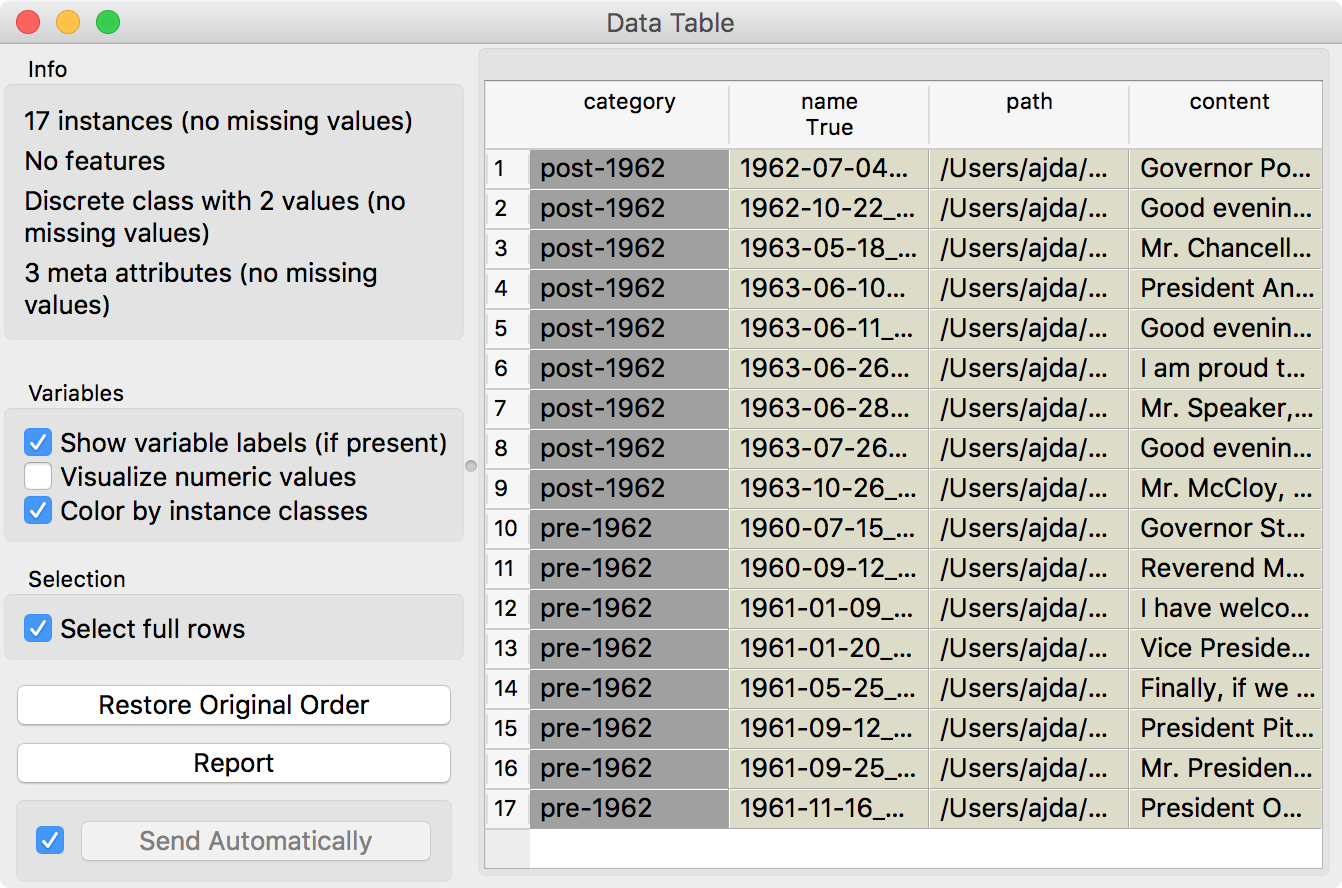 Data Table
Info
17 instances (no missing values)
No features
Discrete class with 2 values (no
missing values)
3 meta attributes (no missing
values)
Variables
Show variable labels (if present)
Visualize numeric values
Color by instance classes
Selection
Select full rows
Restore Original Order
Report
Send Automatically
category name path content
True
1 post-1962 1962-07-04... /Users/ajda/... Governor Po...
2 post-1962 1962-10-22_... /Users/ajda/... Good evenin...
3 post-1962 1963-05-18_... /Users/ajda/... Mr. Chancell...
4 post-1962 1963-06-10... /Users/ajda/... President An...
5 post-1962 1963-06-11_... /Users/ajda/... Good evenin...
6 post-1962 1963-06-26... /Users/ajda/... I am proud t...
7 post-1962 1963-06-28... /Users/ajda/... Mr. Speaker,...
8 post-1962 1963-07-26... /Users/ajda/... Good evenin...
9 post-1962 1963-10-26_... /Users/ajda/... Mr. McCloy, ...
10 pre-1962 1960-07-15_... /Users/ajda/... Governor St...
11 pre-1962 1960-09-12_... /Users/ajda/... Reverend M...
12 pre-1962 1961-01-09_... /Users/ajda/... I have welco...
13 pre-1962 1961-01-20_... /Users/ajda/... Vice Preside...
14 pre-1962 1961-05-25_... /Users/ajda/... Finally, if we ...
15 pre-1962 1961-09-12_... /Users/ajda/... President Pit...
16 pre-1962 1961-09-25_... /Users/ajda/... Mr. Presiden...
17 pre-1962 1961-11-16_... /Users/ajda/... President O...